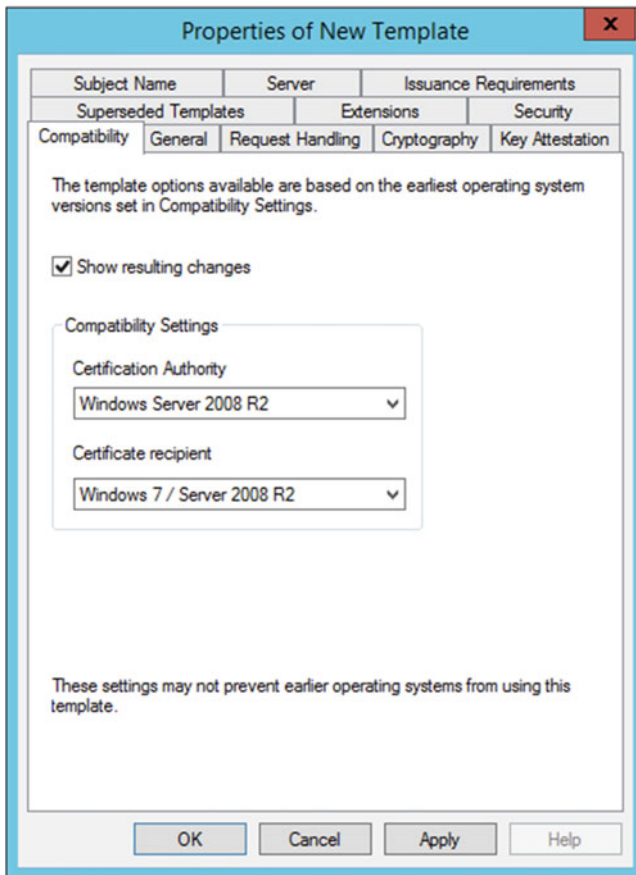 Properties of New Template
x
Subject Name Server Issuance Requirements
Superseded Templates Extensions Security
Compatibility General Request Handling Cryptography Key Attestation
The template options available are based on the earliest operating system
versions set in Compatibility Settings.
Show resulting changes
Compatibility Settings
Certification Authority
Windows Server 2008 R2
Certificate recipient
Windows 7 / Server 2008 R2
These settings may not prevent earlier operating systems from using this
template.
OK Cancel Apply Help